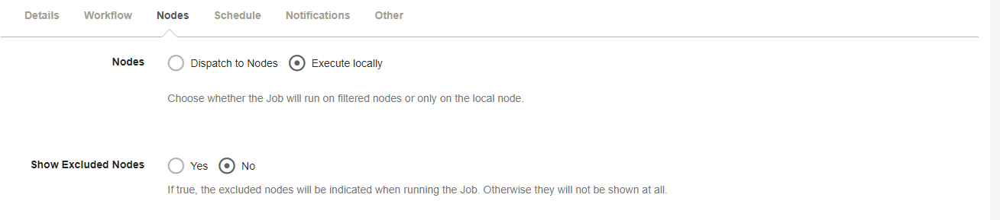 Details Workflow Nodes Schedule Notifications Other
Nodes Dispatch to Nodes Execute locally
Choose whether the Job will run on filtered nodes or only on the local node.
Show Excluded Nodes Yes No
If true, the excluded nodes will be indicated when running the Job. Otherwise they will not be shown at all.